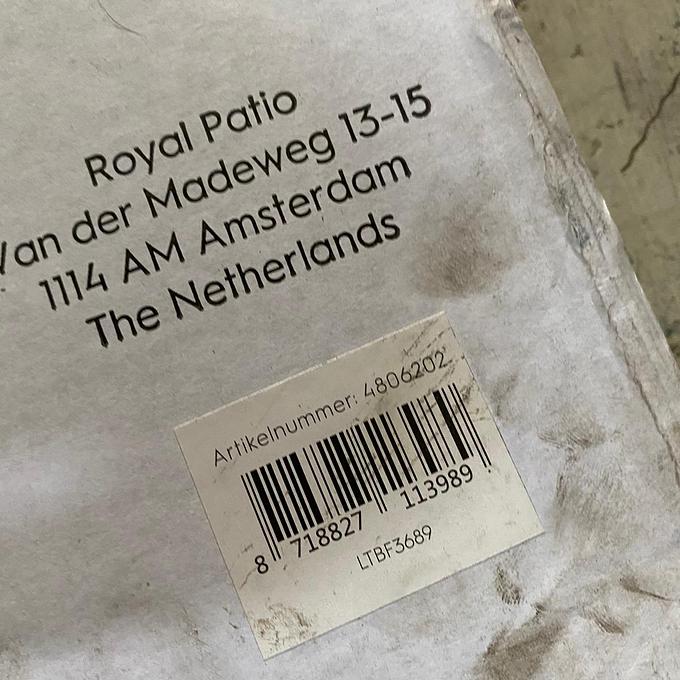 Royal Patio
Van der Madeweg 13-15
1114 AM Amsterdam
The Netherlands
Artikelnummer: 4806202
8 718827 113989
LTBF3689